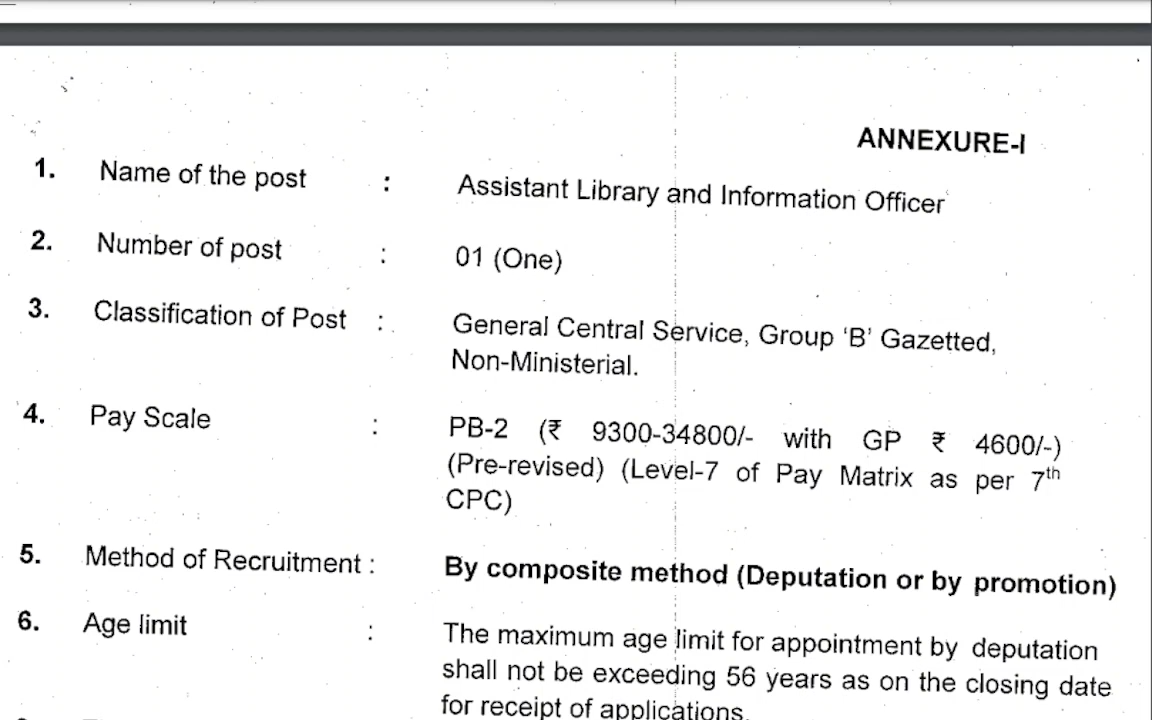 ANNEXURE-I
1. Name of the post : Assistant Library and Information Officer
2. Number of post : 01 (One)
3. Classification of Post : General Central Service, Group ‘B’ Gazetted,
Non-Ministerial.
4. Pay Scale : PB-2 (₹ 9300-34800/- with GP ₹ 4600/-)
(Pre-revised) (Level-7 of Pay Matrix as per 7th
CPC)
5. Method of Recruitment : By composite method (Deputation or by promotion)
6. Age limit : The maximum age limit for appointment by deputation
shall not be exceeding 56 years as on the closing date
for receipt of applications.